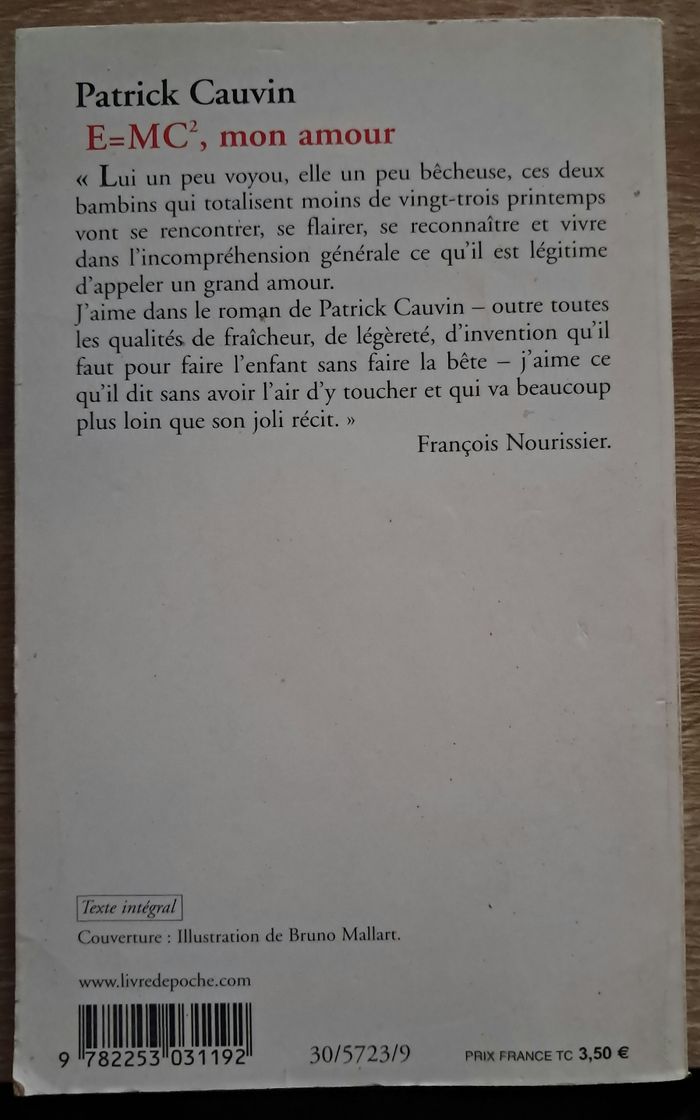 Patrick Cauvin
E=MC², mon amour
« Lui un peu voyou, elle un peu bêcheuse, ces deux
bambins qui totalisent moins de vingt-trois printemps
vont se rencontrer, se flairer, se reconnaître et vivre
dans l'incompréhension générale ce qu'il est légitime
d'appeler un grand amour.
J'aime dans le roman de Patrick Cauvin – outre toutes
les qualités de fraîcheur, de légèreté, d'invention qu'il
faut pour faire l'enfant sans faire la bête – j'aime ce
qu'il dit sans avoir l'air d'y toucher et qui va beaucoup
plus loin que son joli récit. »
François Nourissier.
Texte intégral
Couverture : Illustration de Bruno Mallart.
www.livredepoche.com
9 782253 031192
30/5723/9
PRIX FRANCE TC 3,50 €